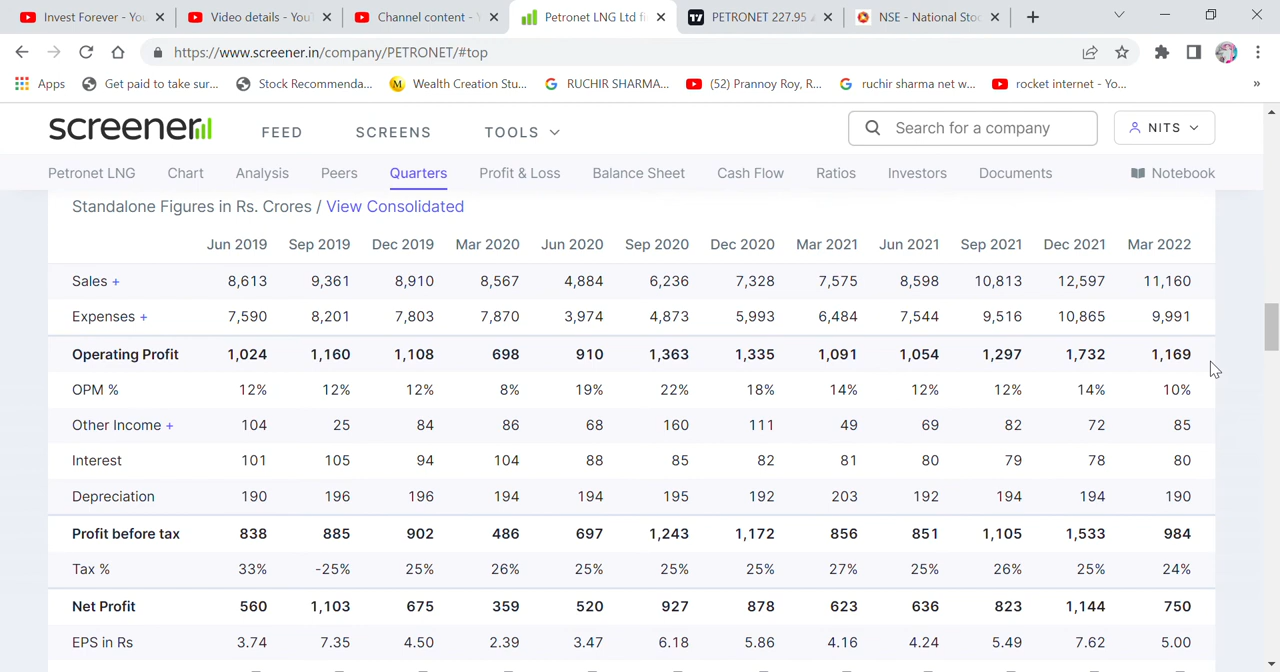 Invest Forever - You
Video details - YouT
Channel content -
Petronet LNG Ltd fi
PETRONET 227.95
NSE - National Stoc
https://www.screener.in/company/PETRONET/#top
Apps
Get paid to take sur...
Stock Recommenda...
Wealth Creation Stu...
RUCHIR SHARMA...
(52) Prannoy Roy, R...
ruchir sharma net w...
rocket internet - Yo...
»
screener
FEED
SCREENS
TOOLS
Search for a company
NITS
Petronet LNG Chart Analysis Peers Quarters Profit & Loss Balance Sheet Cash Flow Ratios Investors Documents Notebook
Standalone Figures in Rs. Crores / View Consolidated
Jun 2019 Sep 2019 Dec 2019 Mar 2020 Jun 2020 Sep 2020 Dec 2020 Mar 2021 Jun 2021 Sep 2021 Dec 2021 Mar 2022
Sales + 8,613 9,361 8,910 8,567 4,884 6,236 7,328 7,575 8,598 10,813 12,597 11,160
Expenses + 7,590 8,201 7,803 7,870 3,974 4,873 5,993 6,484 7,544 9,516 10,865 9,991
Operating Profit 1,024 1,160 1,108 698 910 1,363 1,335 1,091 1,054 1,297 1,732 1,169
OPM % 12% 12% 12% 8% 19% 22% 18% 14% 12% 12% 14% 10%
Other Income + 104 25 84 86 68 160 111 49 69 82 72 85
Interest 101 105 94 104 88 85 82 81 80 79 78 80
Depreciation 190 196 196 194 194 195 192 203 192 194 194 190
Profit before tax 838 885 902 486 697 1,243 1,172 856 851 1,105 1,533 984
Tax % 33% -25% 25% 26% 25% 25% 25% 27% 25% 26% 25% 24%
Net Profit 560 1,103 675 359 520 927 878 623 636 823 1,144 750
EPS in Rs 3.74 7.35 4.50 2.39 3.47 6.18 5.86 4.16 4.24 5.49 7.62 5.00